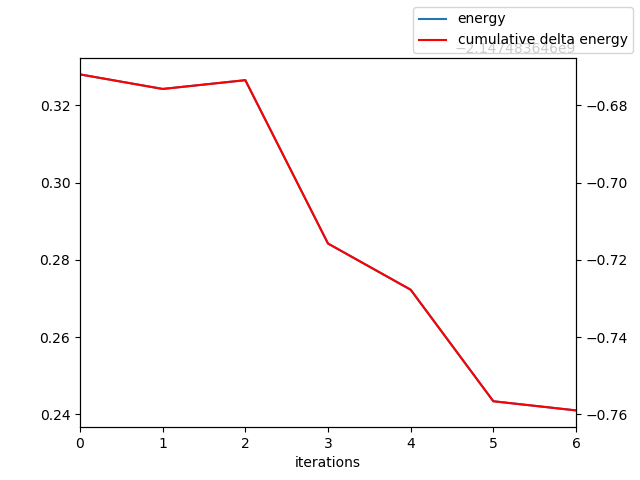 energy
cumulative delta energy
−2.147483646e9
0.32
0.30
0.28
0.26
0.24
−0.68
−0.70
−0.72
−0.74
−0.76
0 1 2 3 4 5 6
iterations